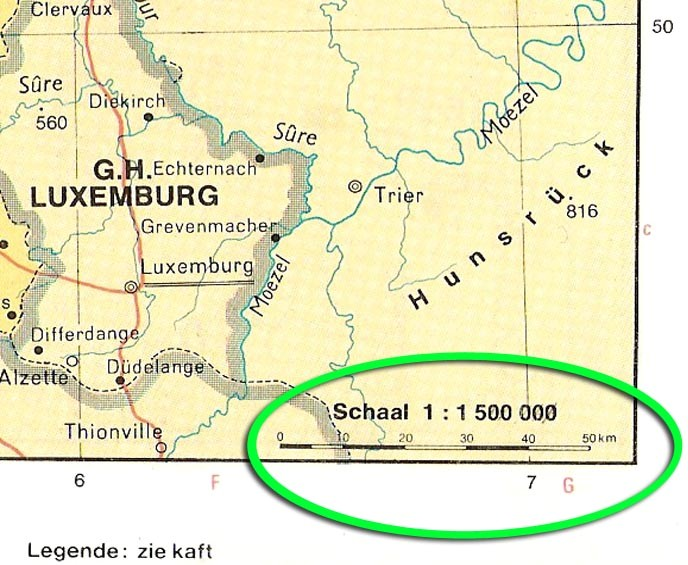 Clervaux
50
Sûre
560
Diekirch
Sûre
Moezel
G.H.
Echternach
LUXEMBURG
Trier
Hunsrück
816
Grevenmacher
c
Luxemburg
Moezel
s
Differdange
Alzette
Düdelange
Schaal 1 : 1 500 000
Thionville
0 10 20 30 40 50 km
6 F 7 G
Legende: zie kaft